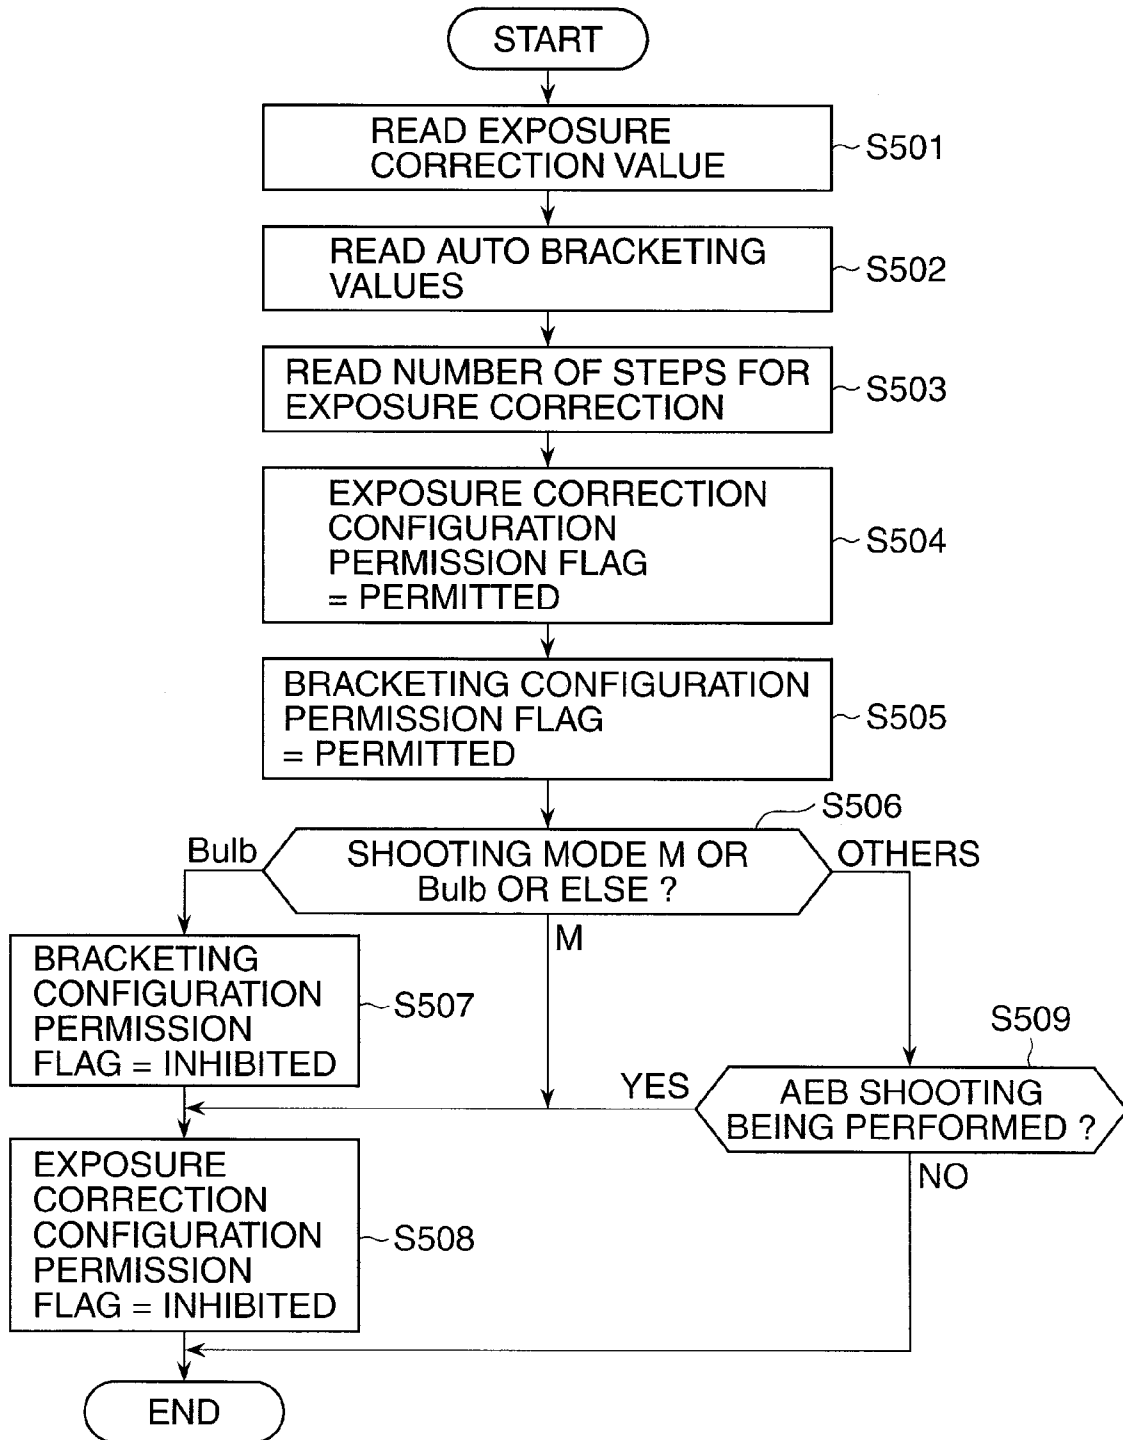 START
READ EXPOSURE
CORRECTION VALUE
S501
READ AUTO BRACKETING
VALUES
S502
READ NUMBER OF STEPS FOR
EXPOSURE CORRECTION
S503
EXPOSURE CORRECTION
CONFIGURATION
PERMISSION FLAG
= PERMITTED
S504
BRACKETING CONFIGURATION
PERMISSION FLAG
= PERMITTED
S505
S506
SHOOTING MODE M OR
Bulb OR ELSE ?
Bulb
M
OTHERS
BRACKETING
CONFIGURATION
PERMISSION
FLAG = INHIBITED
S507
S509
AEB SHOOTING
BEING PERFORMED ?
YES
NO
EXPOSURE
CORRECTION
CONFIGURATION
PERMISSION
FLAG = INHIBITED
S508
END